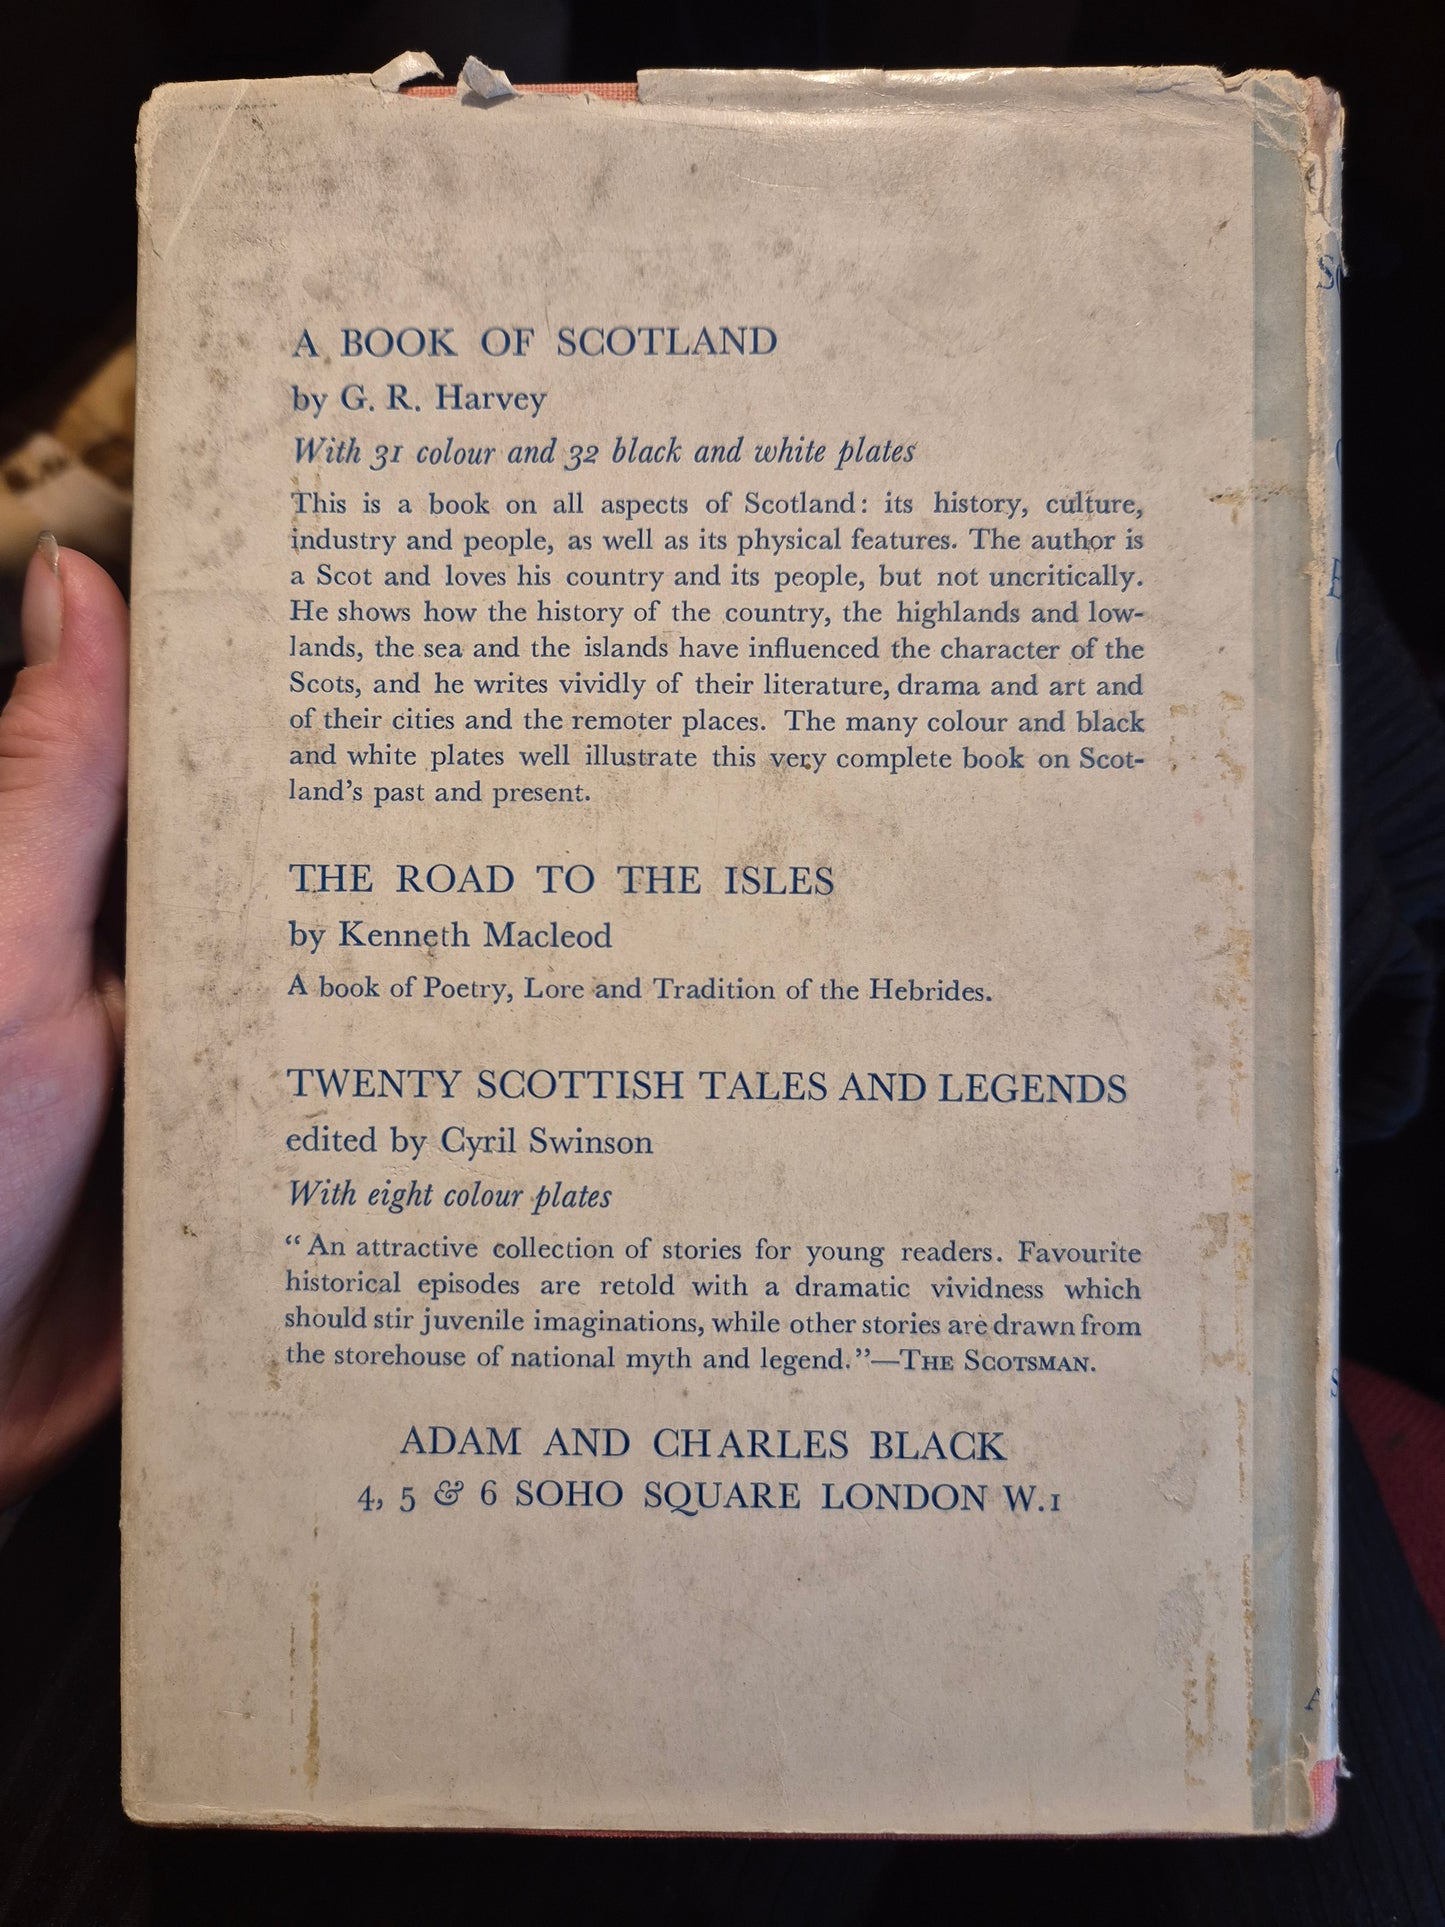 A BOOK OF SCOTLAND
by G. R. Harvey
With 31 colour and 32 black and white plates
This is a book on all aspects of Scotland: its history, culture,
industry and people, as well as its physical features. The author is
a Scot and loves his country and its people, but not uncritically.
He shows how the history of the country, the highlands and low-
lands, the sea and the islands have influenced the character of the
Scots, and he writes vividly of their literature, drama and art and
of their cities and the remoter places. The many colour and black
and white plates well illustrate this very complete book on Scot-
land's past and present.
THE ROAD TO THE ISLES
by Kenneth Macleod
A book of Poetry, Lore and Tradition of the Hebrides.
TWENTY SCOTTISH TALES AND LEGENDS
edited by Cyril Swinson
With eight colour plates
“An attractive collection of stories for young readers. Favourite
historical episodes are retold with a dramatic vividness which
should stir juvenile imaginations, while other stories are drawn from
the storehouse of national myth and legend.”—THE SCOTSMAN.
ADAM AND CHARLES BLACK
4, 5 & 6 SOHO SQUARE LONDON W.1